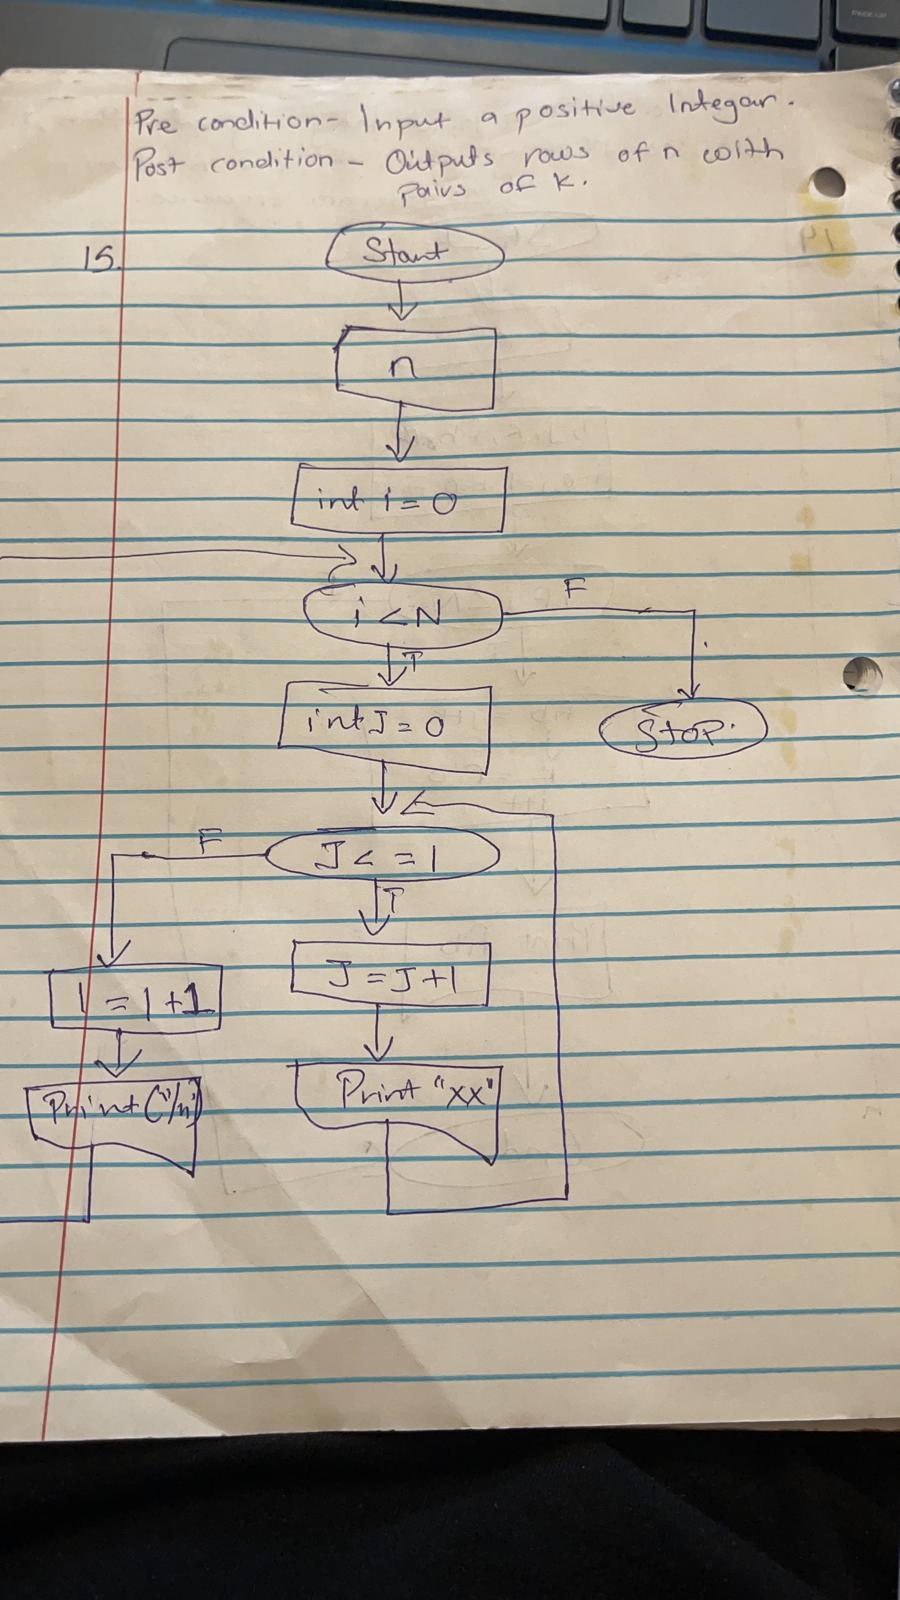 Pre condition - Input a positive Integar.
Post condition - Outputs rows of n with
pairs of k.
15.
Start
n
int i = 0
i < N
F
T
int J = 0
Stop.
F
J < = 1
T
J = J + 1
I = I + 1
Print "xx"
Print ("/n")